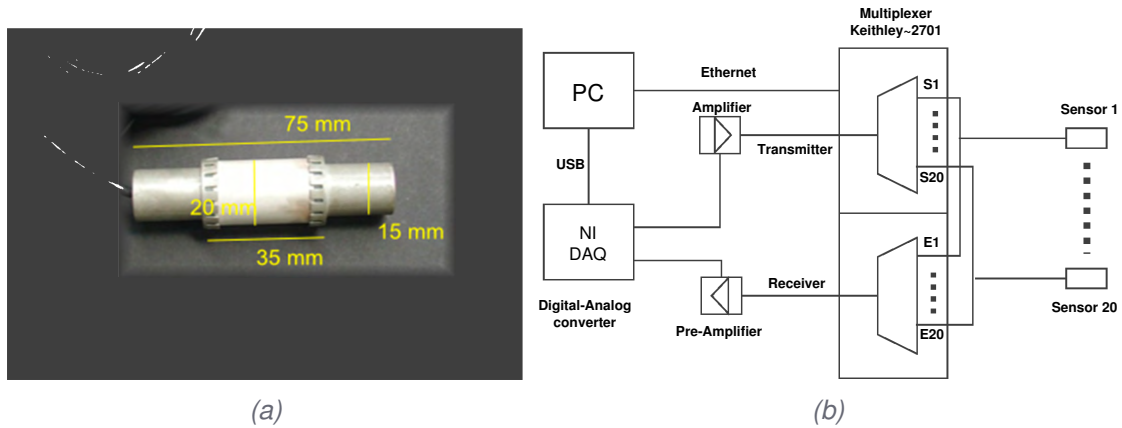 75 mm
20 mm
15 mm
35 mm
(a)
Multiplexer
Keithley~2701
PC
Ethernet
Amplifier
S1
Sensor 1
Transmitter
USB
S20
NI
DAQ
E1
Receiver
Digital-Analog
converter
Pre-Amplifier
E20
Sensor 20
(b)